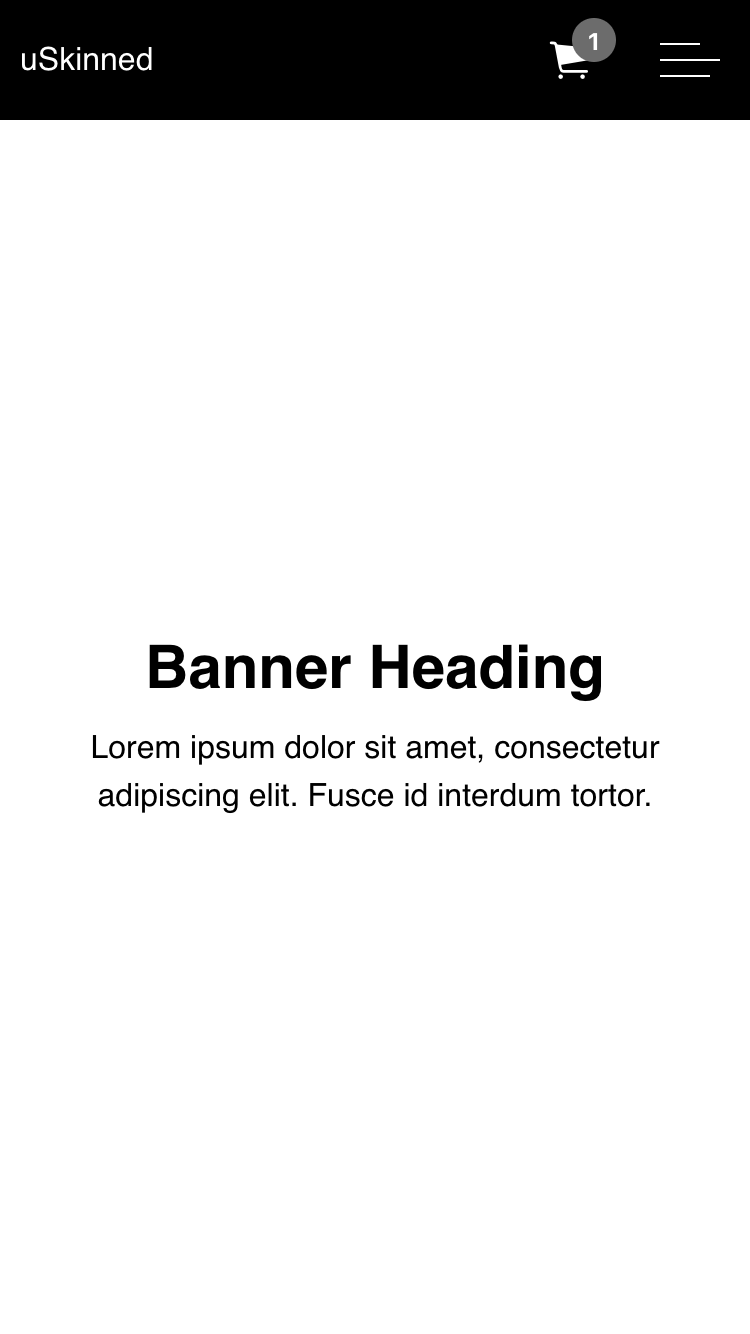 uSkinned
1
Banner Heading
Lorem ipsum dolor sit amet, consectetur
adipiscing elit. Fusce id interdum tortor.